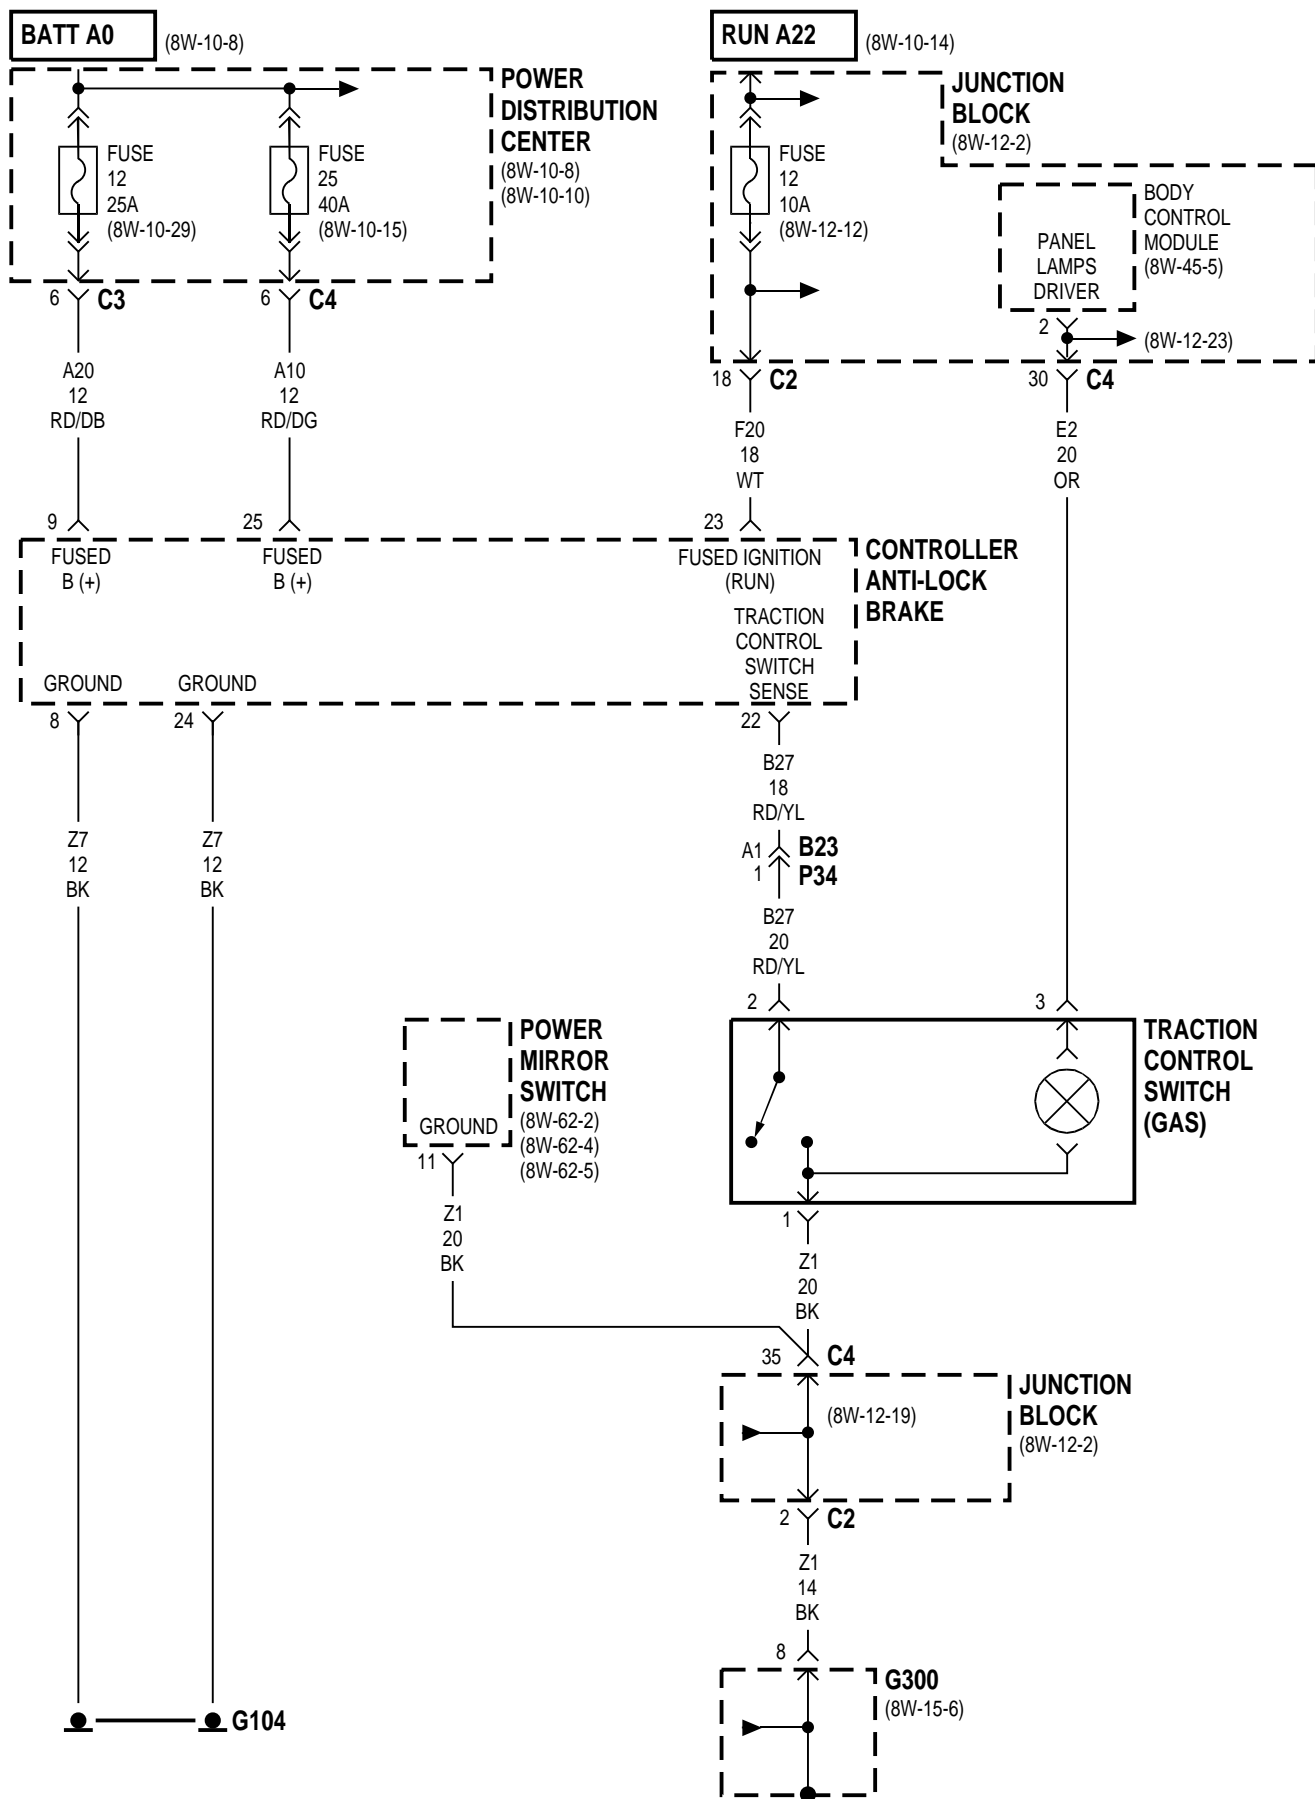 BATT A0
(8W-10-8)
RUN A22
(8W-10-14)
POWER
DISTRIBUTION
CENTER
(8W-10-8)
(8W-10-10)
FUSE
12
25A
(8W-10-29)
FUSE
25
40A
(8W-10-15)
JUNCTION
BLOCK
(8W-12-2)
FUSE
12
10A
(8W-12-12)
BODY
CONTROL
MODULE
(8W-45-5)
PANEL
LAMPS
DRIVER
2
(8W-12-23)
6 C3
6 C4
18 C2
30 C4
A20
12
RD/DB
A10
12
RD/DG
F20
18
WT
E2
20
OR
9
25
23
FUSED
B (+)
FUSED
B (+)
FUSED IGNITION
(RUN)
CONTROLLER
ANTI-LOCK
BRAKE
TRACTION
CONTROL
SWITCH
SENSE
GROUND
GROUND
8
24
22
B27
18
RD/YL
Z7
12
BK
Z7
12
BK
A1 B23
1 P34
B27
20
RD/YL
2
3
POWER
MIRROR
SWITCH
(8W-62-2)
(8W-62-4)
(8W-62-5)
GROUND
11
TRACTION
CONTROL
SWITCH
(GAS)
1
Z1
20
BK
Z1
20
BK
35 C4
JUNCTION
BLOCK
(8W-12-2)
(8W-12-19)
2 C2
Z1
14
BK
8
G300
(8W-15-6)
G104